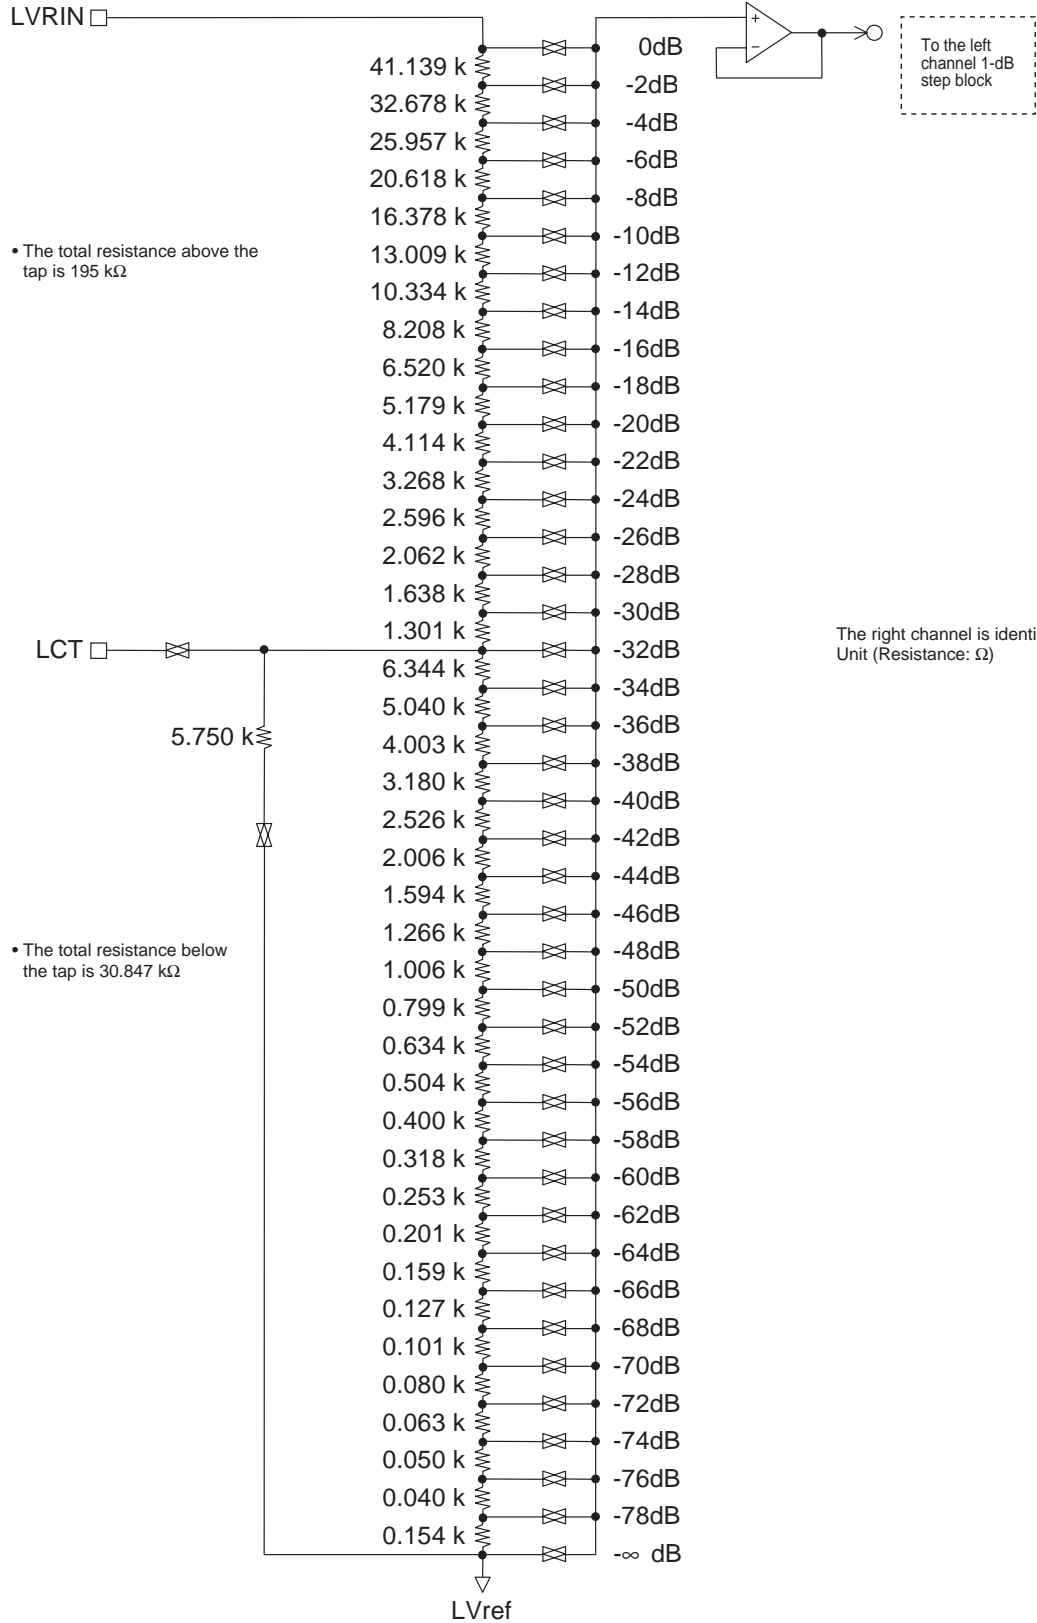 LVRIN
0dB
To the left
channel 1-dB
step block
+
−
41.139 k
-2dB
32.678 k
-4dB
25.957 k
-6dB
20.618 k
-8dB
16.378 k
-10dB
• The total resistance above the
tap is 195 kΩ
13.009 k
-12dB
10.334 k
-14dB
8.208 k
-16dB
6.520 k
-18dB
5.179 k
-20dB
4.114 k
-22dB
3.268 k
-24dB
2.596 k
-26dB
2.062 k
-28dB
1.638 k
-30dB
1.301 k
LCT
-32dB
The right channel is identi
Unit (Resistance: Ω)
6.344 k
-34dB
5.040 k
-36dB
5.750 k
4.003 k
-38dB
3.180 k
-40dB
2.526 k
-42dB
2.006 k
-44dB
1.594 k
-46dB
1.266 k
-48dB
• The total resistance below
the tap is 30.847 kΩ
1.006 k
-50dB
0.799 k
-52dB
0.634 k
-54dB
0.504 k
-56dB
0.400 k
-58dB
0.318 k
-60dB
0.253 k
-62dB
0.201 k
-64dB
0.159 k
-66dB
0.127 k
-68dB
0.101 k
-70dB
0.080 k
-72dB
0.063 k
-74dB
0.050 k
-76dB
0.040 k
-78dB
0.154 k
-∞ dB
LVref